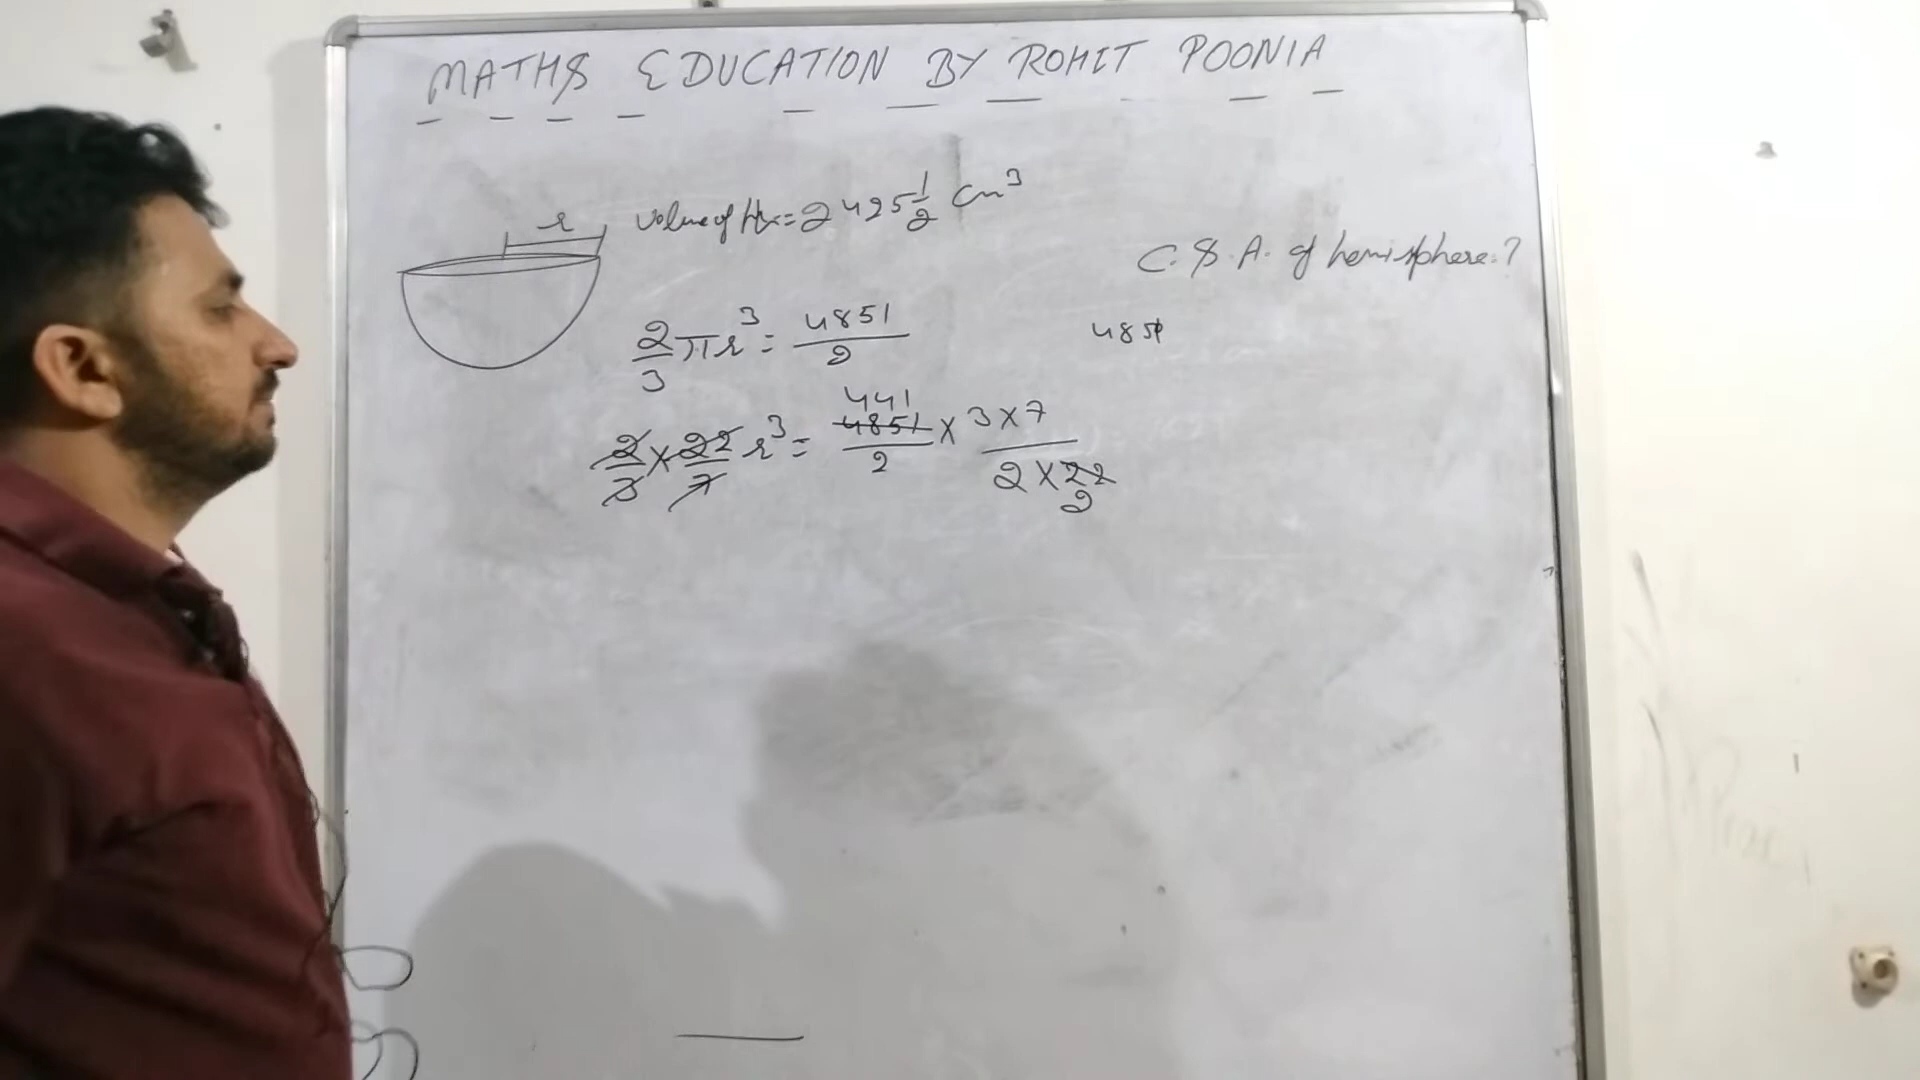 MATHS EDUCATION BY ROHIT POONIA
r
volume of H.s = 2425 1/2 cm³
C.S.A. of hemisphere = ?
2/3 πr³ = 4851/2
4851
441
2/3 × 22/7 r³ = 4851/2 × 3×7/2×22
2